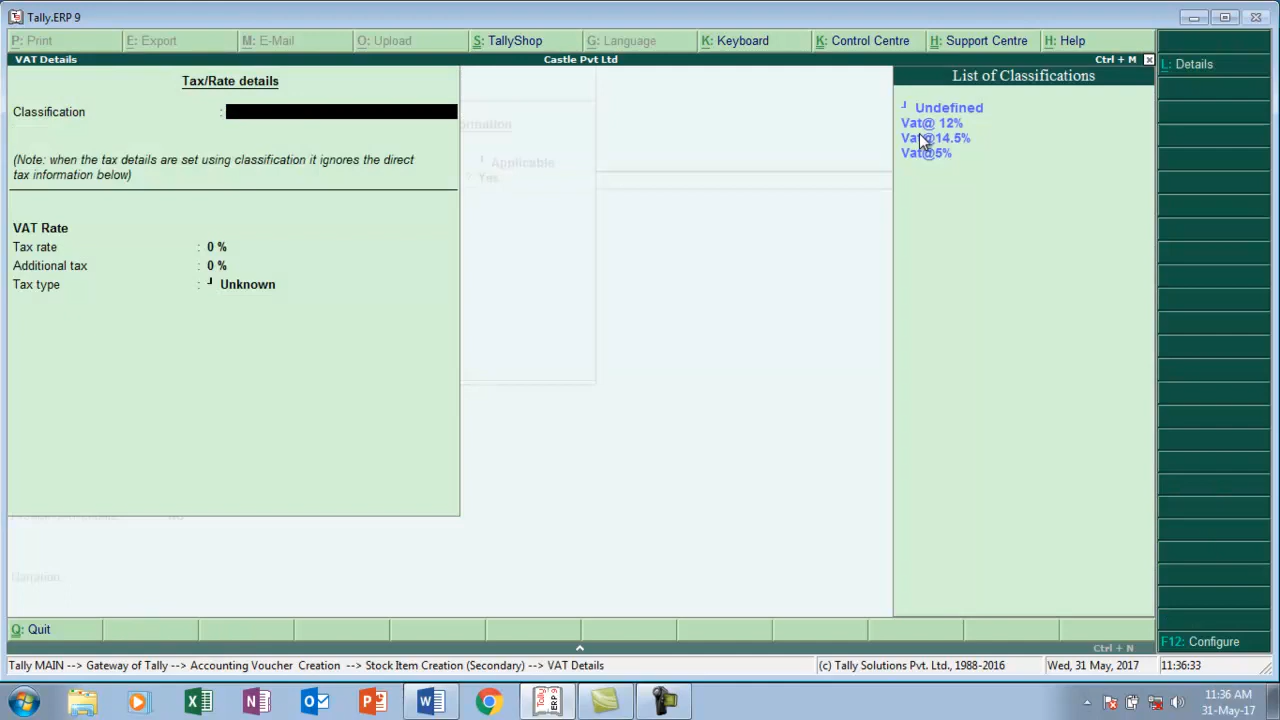 Tally.ERP 9
P: Print E: Export M: E-Mail O: Upload S: TallyShop G: Language K: Keyboard K: Control Centre H: Support Centre H: Help
VAT Details Castle Pvt Ltd Ctrl + M
L: Details
Tax/Rate details
List of Classifications
Classification :
Undefined
Vat@ 12%
Vat@14.5%
Vat@5%
ormation
Applicable
? Yes
(Note: when the tax details are set using classification it ignores the direct
tax information below)
VAT Rate
Tax rate : 0 %
Additional tax : 0 %
Tax type : Unknown
Narration:
Q: Quit
F12: Configure
Ctrl + N
Tally MAIN --> Gateway of Tally --> Accounting Voucher Creation --> Stock Item Creation (Secondary) --> VAT Details (c) Tally Solutions Pvt. Ltd., 1988-2016 Wed, 31 May, 2017 11:36:33
11:36 AM
31-May-17